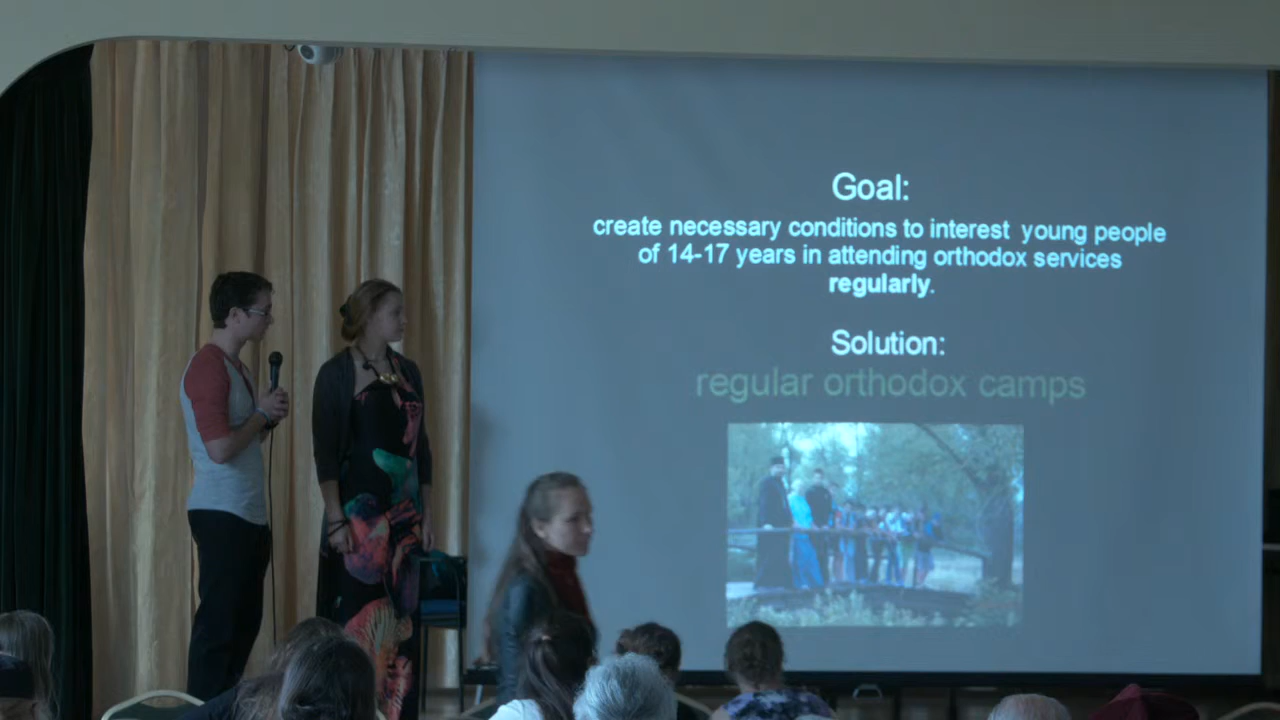 Goal:
create necessary conditions to interest young people
of 14-17 years in attending orthodox services
regularly.
Solution:
regular orthodox camps